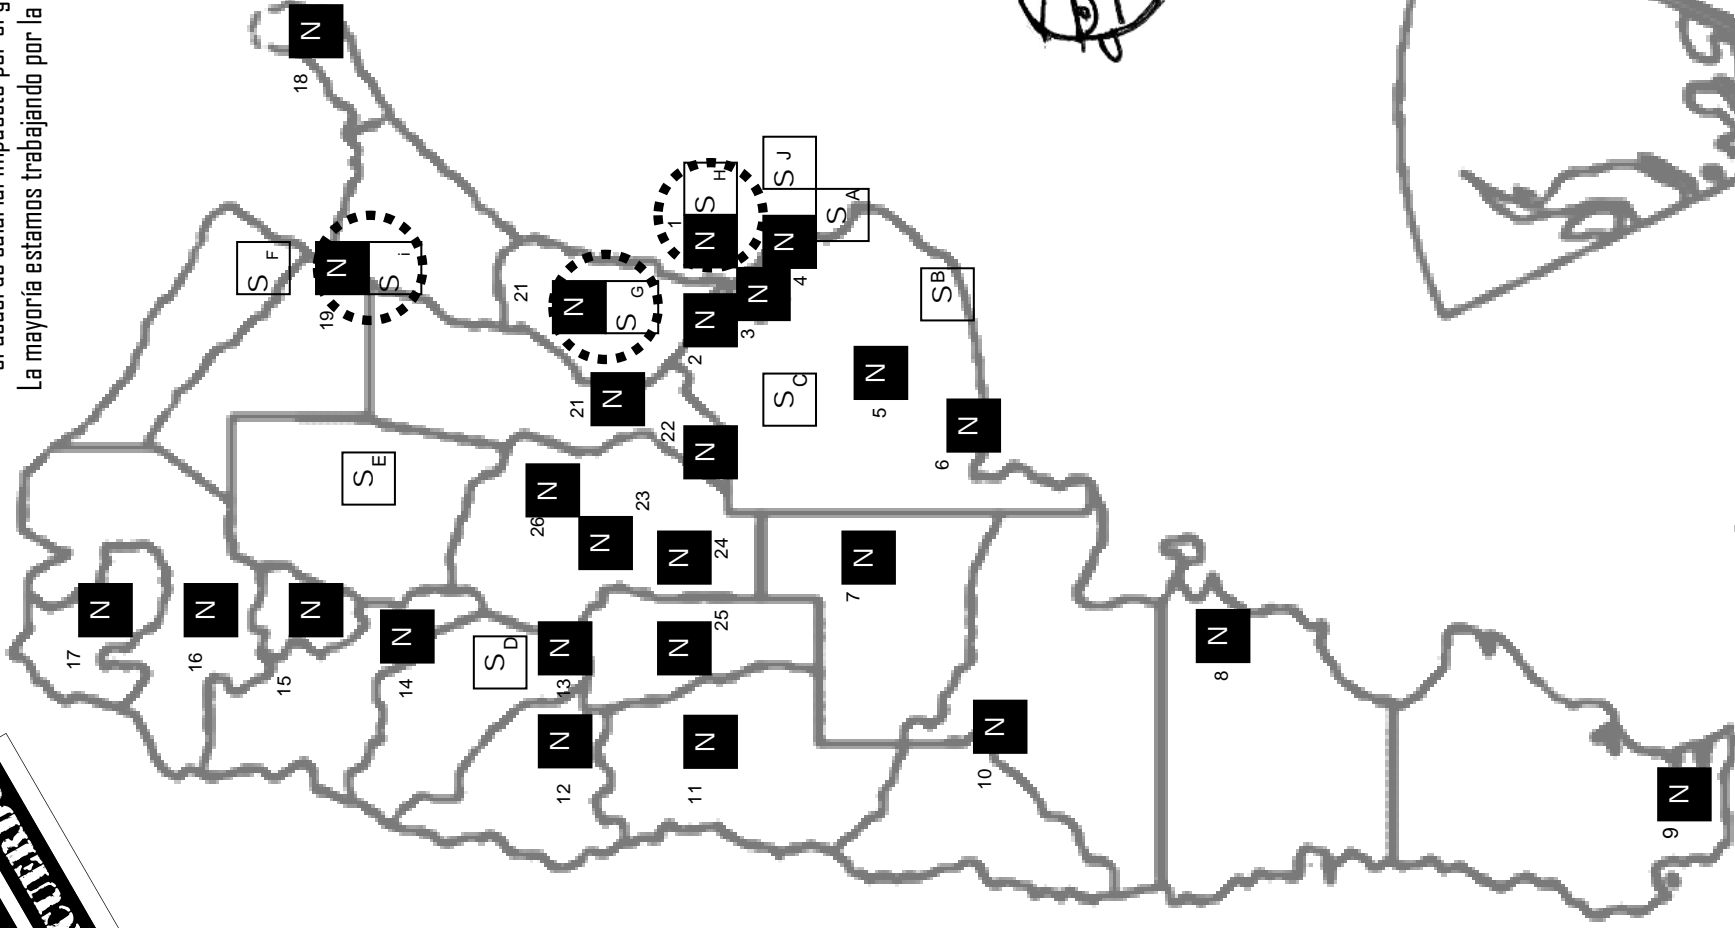 La mayoría estamos trabajando por la
CUERD
17 N
16 N
S F
15 N
18 N
19 N
S i
S E
14 N
S D
21
26 N
13 N
12 N
N
S G
21 N
23 N
N 24
N 25
22 N
11 N
2 N
1 N S H
3 N
N 4
S C
S J
S A
7 N
5 N
S B
6 N
10 N
8 N
9 N